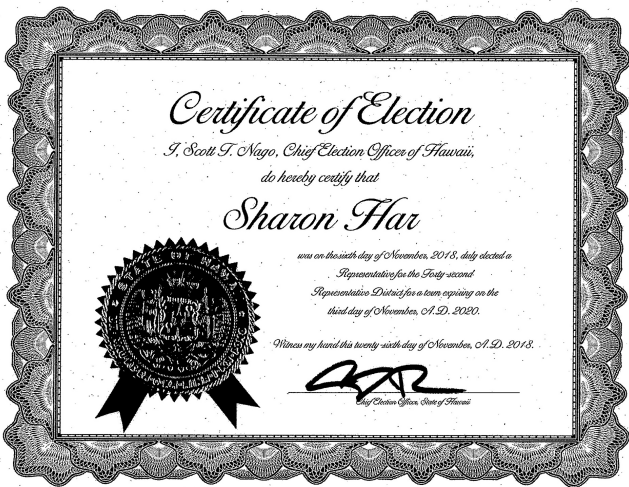 Certificate of Election
I, Scott T. Nago, Chief Election Officer of Hawaii,
do hereby certify that
Sharon Har
was on the sixth day of November, 2018, duly elected a
Representative for the Forty-second
Representative District for a term expiring on the
third day of November, A.D. 2020.
Witness my hand this twenty-sixth day of November, A.D. 2018.
Chief Election Officer, State of Hawaii
STATE OF HAWAII